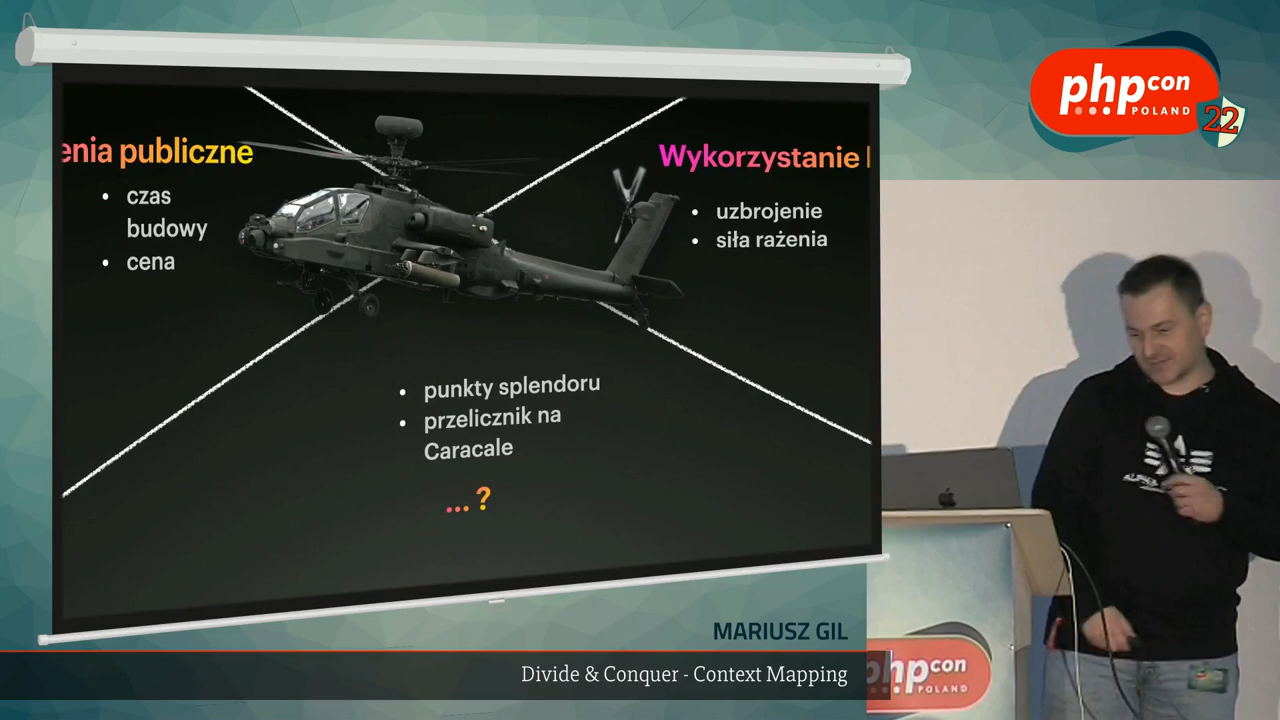 php con
POLAND
22
enia publiczne
• czas
budowy
• cena
Wykorzystanie
• uzbrojenie
• siła rażenia
• punkty splendoru
• przelicznik na
Caracale
... ?
MARIUSZ GIL
Divide & Conquer - Context Mapping
php con
POLAND